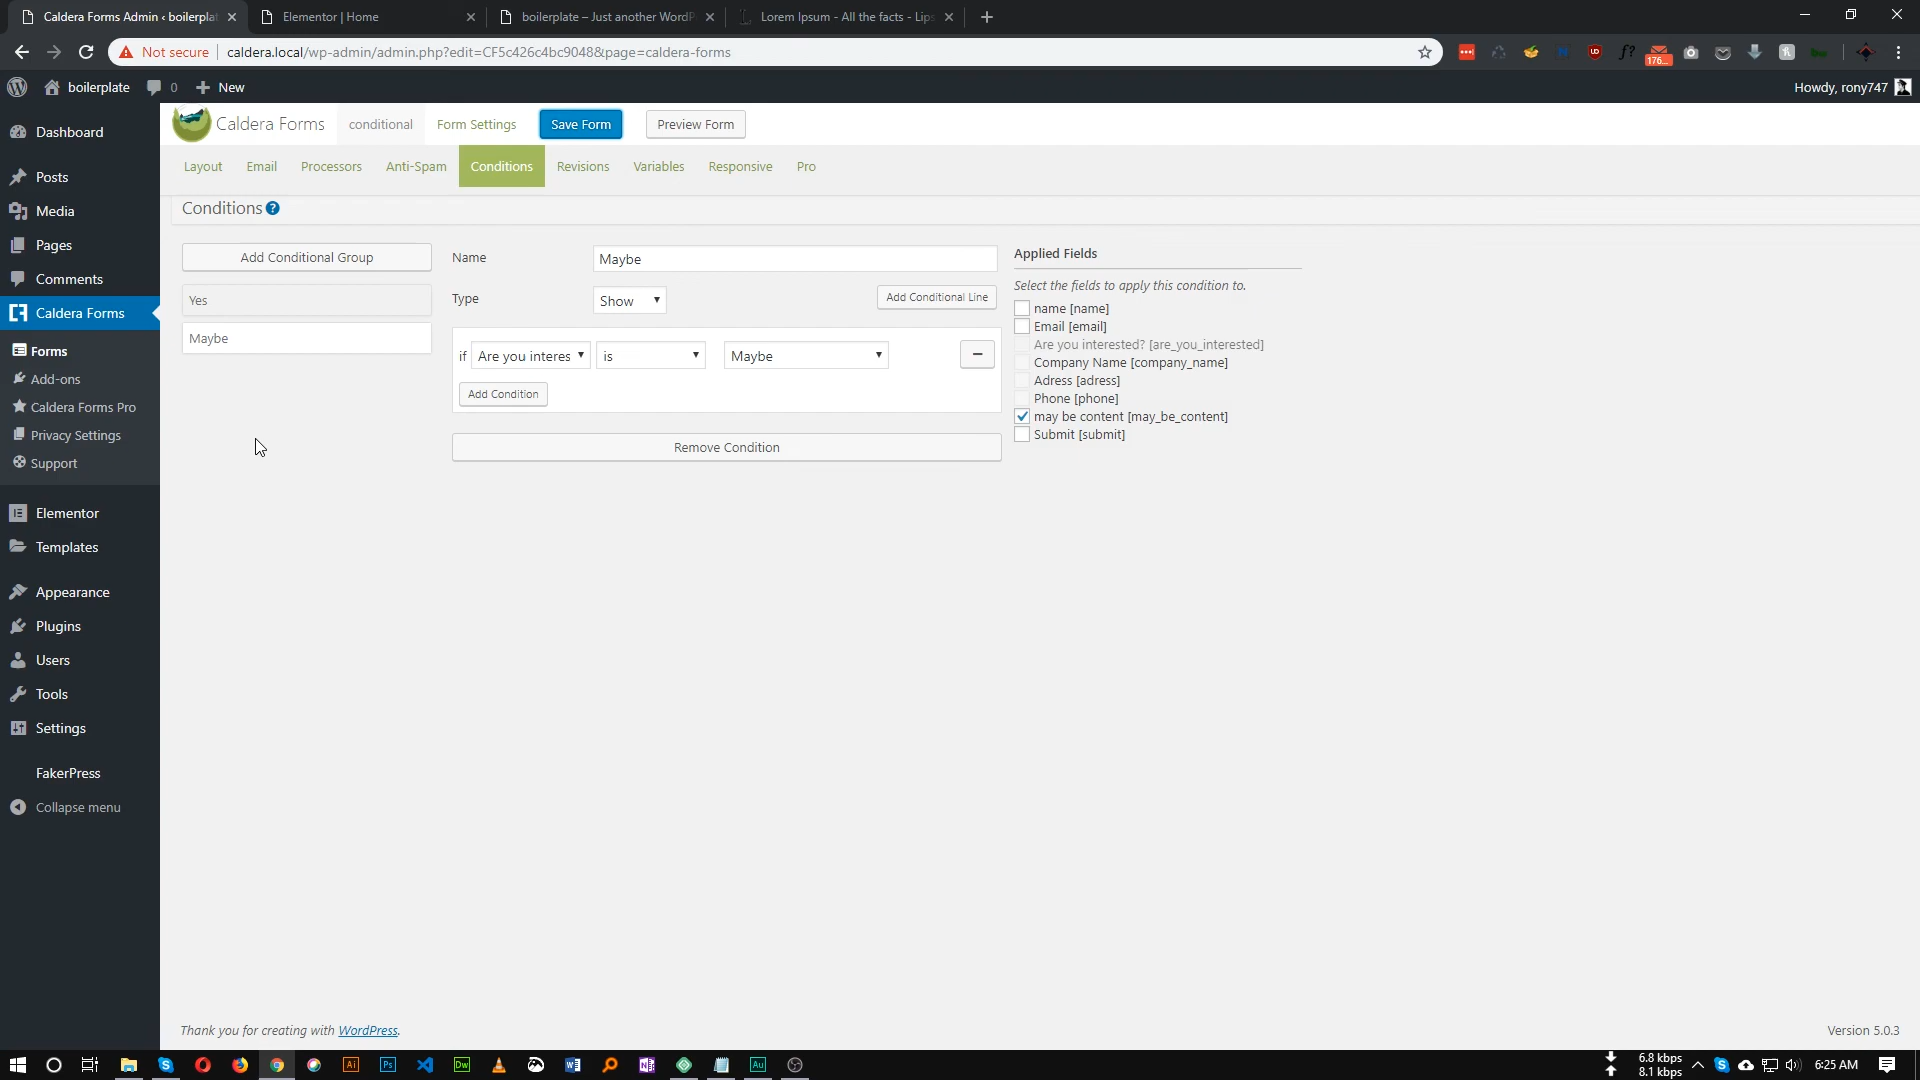 Caldera Forms Admin ‹ boilerplat
Elementor | Home
boilerplate – Just another WordPr
Lorem Ipsum - All the facts - Lips
Not secure
caldera.local/wp-admin/admin.php?edit=CF5c426c4bc9048&page=caldera-forms
176...
boilerplate
0
New
Howdy, rony747
Caldera Forms
conditional
Form Settings
Save Form
Preview Form
Layout
Email
Processors
Anti-Spam
Conditions
Revisions
Variables
Responsive
Pro
Dashboard
Posts
Media
Pages
Comments
Caldera Forms
Forms
Add-ons
Caldera Forms Pro
Privacy Settings
Support
Elementor
Templates
Appearance
Plugins
Users
Tools
Settings
FakerPress
Collapse menu
Conditions ?
Add Conditional Group
Yes
Maybe
Name
Maybe
Type
Show
Add Conditional Line
if
Are you interes
is
Maybe
Add Condition
Remove Condition
Applied Fields
Select the fields to apply this condition to.
name [name]
Email [email]
Are you interested? [are_you_interested]
Company Name [company_name]
Adress [adress]
Phone [phone]
may be content [may_be_content]
Submit [submit]
Thank you for creating with WordPress.
Version 5.0.3
Ai
Ps
Dw
Au
6.8 kbps
8.1 kbps
6:25 AM